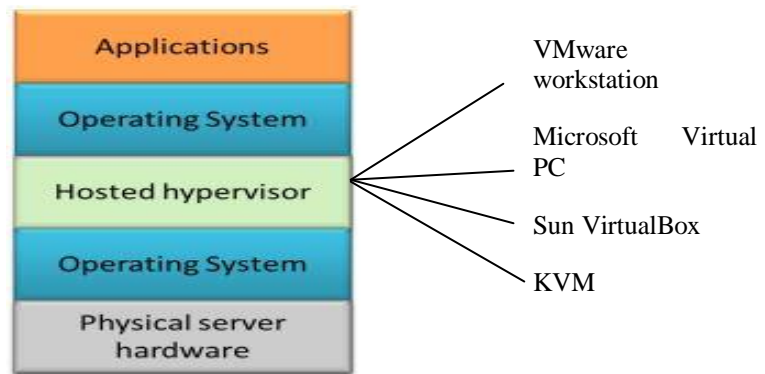 Applications
Operating System
Hosted hypervisor
Operating System
Physical server
hardware
VMware
workstation
Microsoft Virtual
PC
Sun VirtualBox
KVM